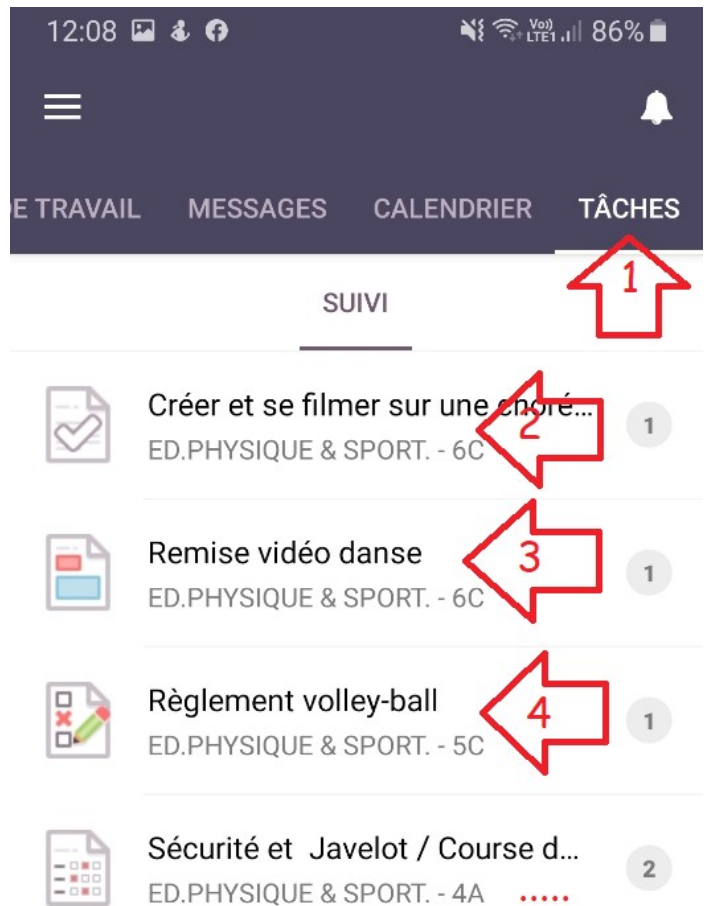 12:08 Vo)) LTE1 86%
E TRAVAIL MESSAGES CALENDRIER TÂCHES
1
SUIVI
Créer et se filmer sur une choré... 1
2
ED.PHYSIQUE & SPORT. - 6C
Remise vidéo danse 1
3
ED.PHYSIQUE & SPORT. - 6C
Règlement volley-ball 1
4
ED.PHYSIQUE & SPORT. - 5C
Sécurité et Javelot / Course d... 2
ED.PHYSIQUE & SPORT. - 4A .....